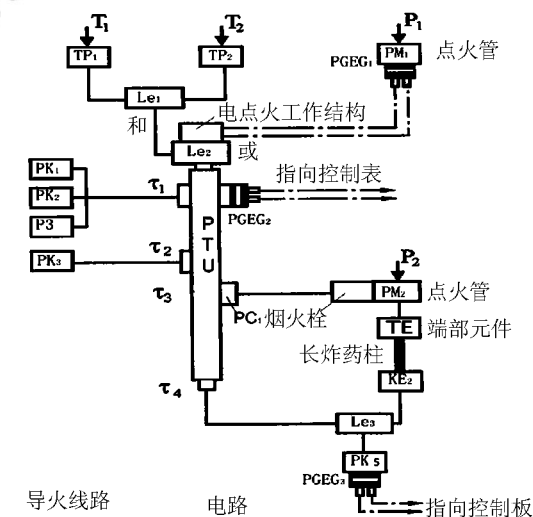 T1 T2 P1
TP1 TP2 PGEG1 PM1 点火管
Le1
和 电点火工作结构
Le2 或
PK1 τ1 指向控制表
PK2 PGEG2
P3 PTU
PK3 τ2 P2
τ3 PC1 烟火栓 PM2 点火管
TE 端部元件
长炸药柱
τ4 KE2
Le3
PK5
PGEG3
导火线路 电路 指向控制板